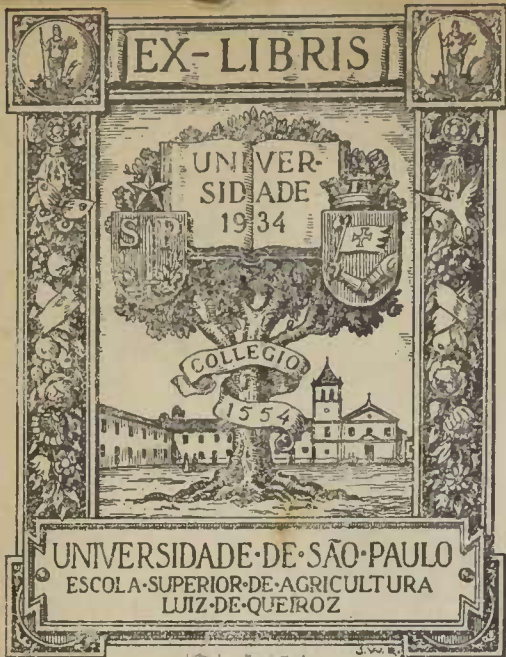 EX-LIBRIS
UNIVER-
SIDADE
1934
S P
COLLEGIO
1554
UNIVERSIDADE·DE·SÃO·PAULO
ESCOLA·SUPERIOR·DE·AGRICULTURA
LUIZ·DE·QUEIROZ
J.W.R.